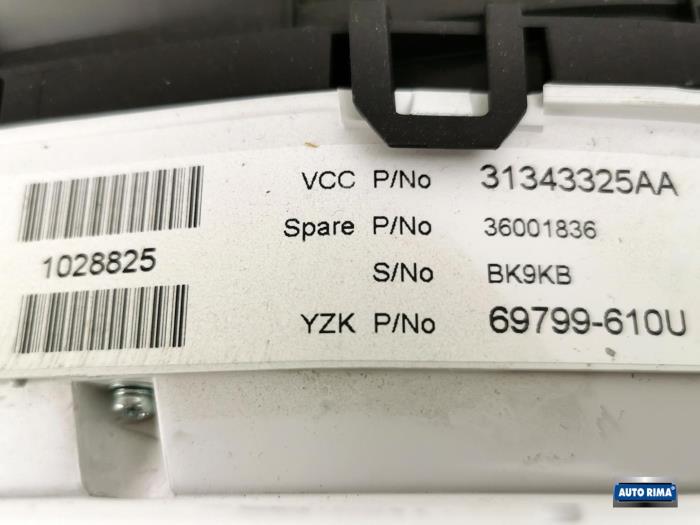 VCC P/No 31343325AA
Spare P/No 36001836
1028825
S/No BK9KB
YZK P/No 69799-610U
AUTO RIMA